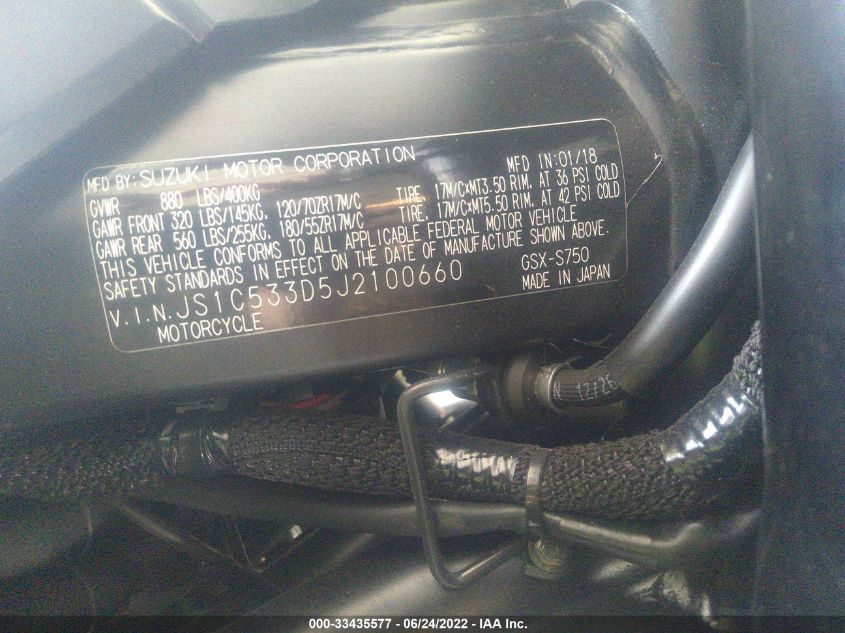 MFD BY: SUZUKI MOTOR CORPORATION MFD IN: 01/18
GVWR 880 LBS/400KG
GAWR FRONT 320 LBS/145KG, 120/70ZR17M/C TIRE, 17M/C×MT3.50 RIM, AT 36 PSI COLD
GAWR REAR 560 LBS/255KG, 180/55ZR17M/C TIRE, 17M/C×MT5.50 RIM, AT 42 PSI COLD
THIS VEHICLE CONFORMS TO ALL APPLICABLE FEDERAL MOTOR VEHICLE
SAFETY STANDARDS IN EFFECT ON THE DATE OF MANUFACTURE SHOWN ABOVE.
V.I.N. JS1C533D5J2100660 GSX-S750
MOTORCYCLE MADE IN JAPAN
000-33435577 - 06/24/2022 - IAA Inc.